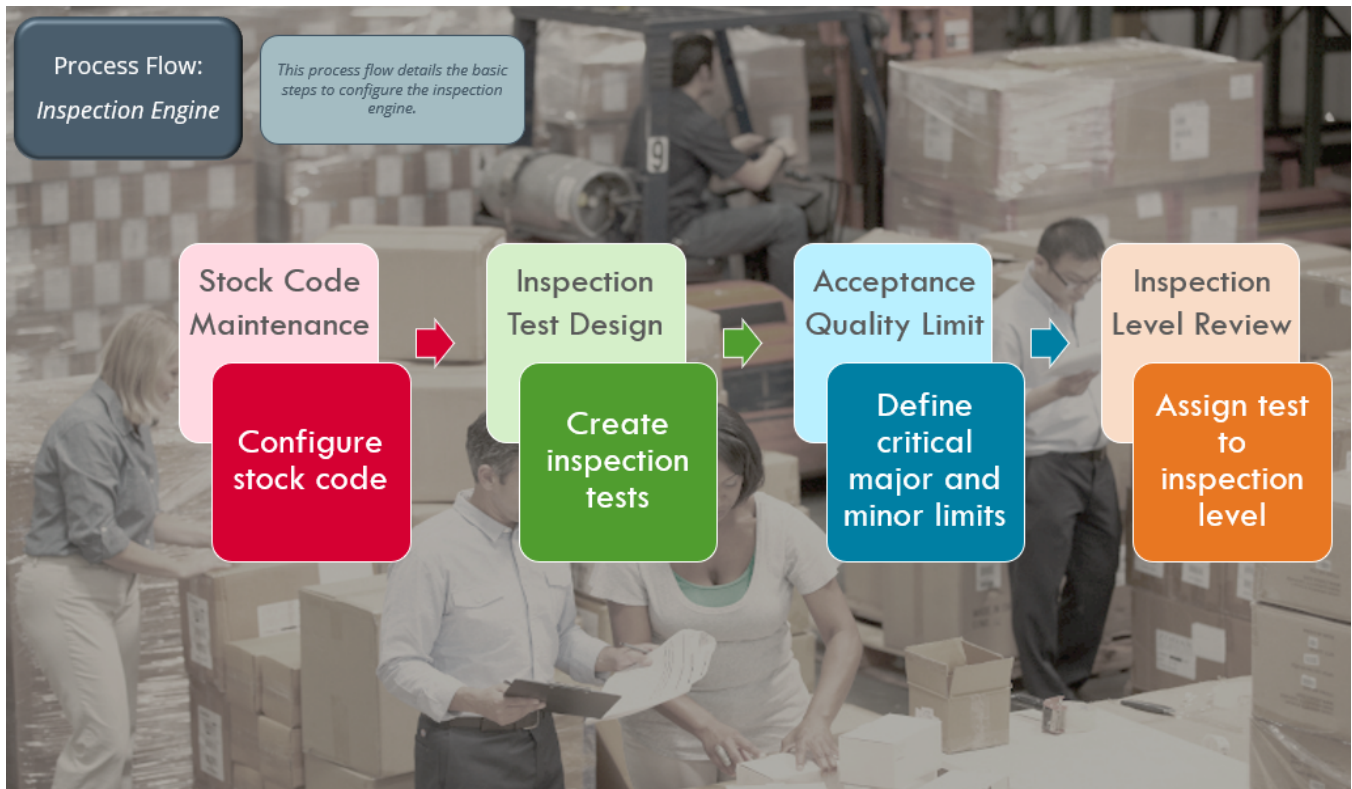 Process Flow:
Inspection Engine
This process flow details the basic
steps to configure the inspection
engine.
Stock Code
Maintenance
Configure
stock code
Inspection
Test Design
Create
inspection
tests
Acceptance
Quality Limit
Define
critical
major and
minor limits
Inspection
Level Review
Assign test
to
inspection
level
9